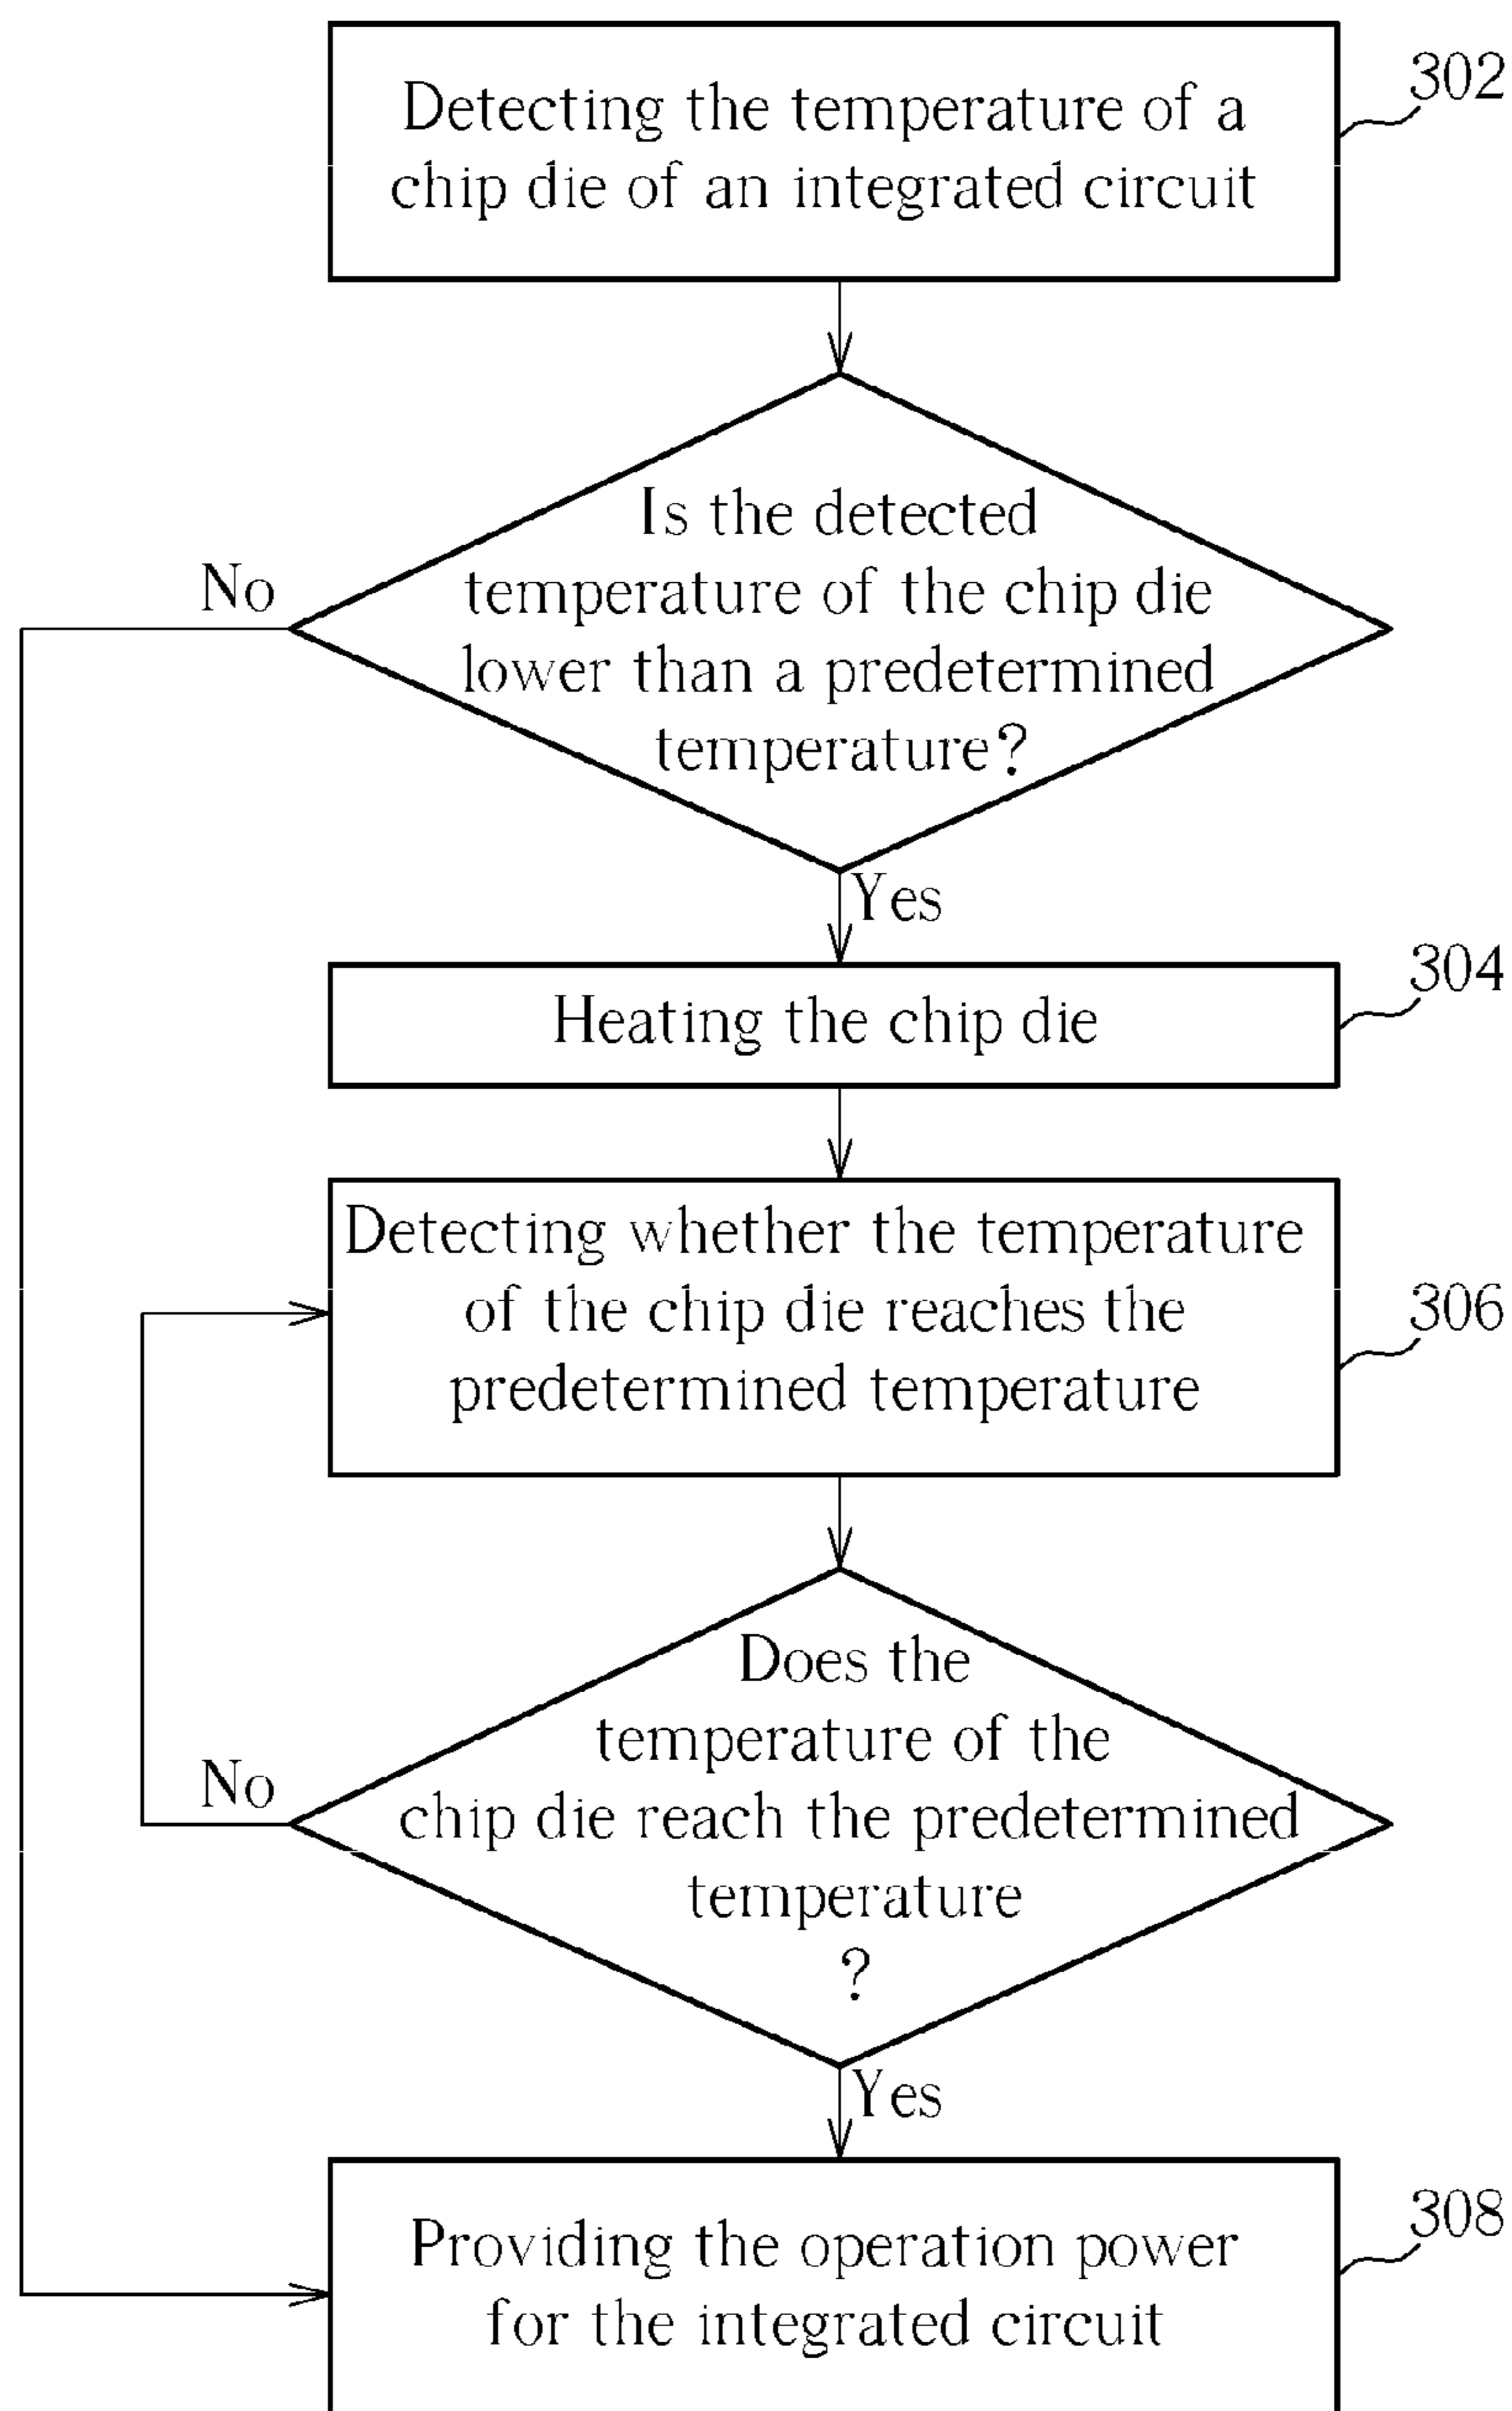 Detecting the temperature of a
chip die of an integrated circuit
302
Is the detected
temperature of the chip die
lower than a predetermined
temperature?
No
Yes
Heating the chip die
304
Detecting whether the temperature
of the chip die reaches the
predetermined temperature
306
Does the
temperature of the
chip die reach the predetermined
temperature
?
No
Yes
Providing the operation power
for the integrated circuit
308